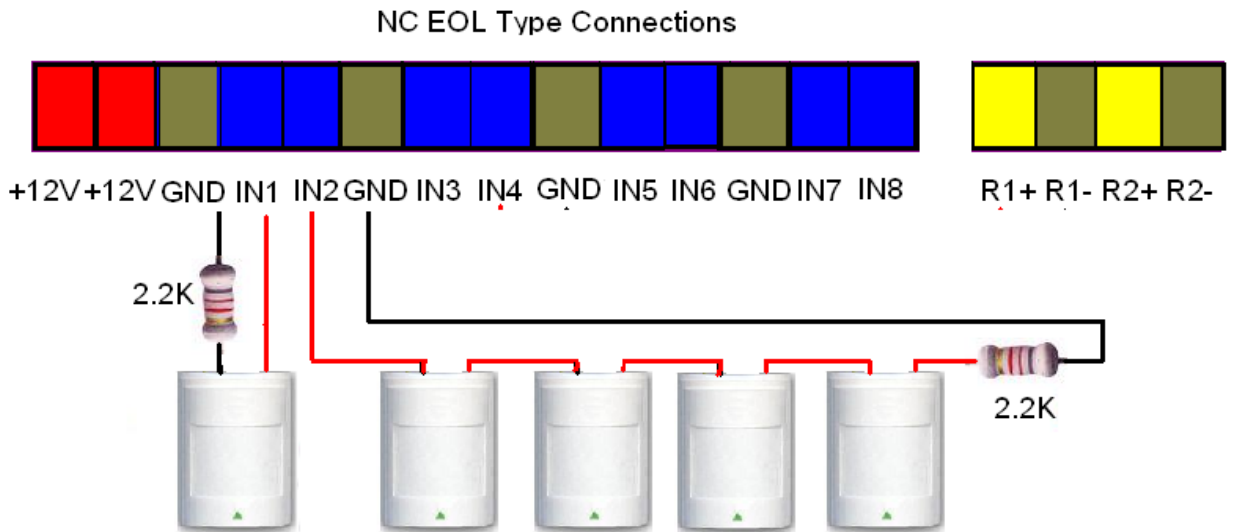 NC EOL Type Connections
+12V +12V GND IN1 IN2 GND IN3 IN4 GND IN5 IN6 GND IN7 IN8 R1+ R1- R2+ R2-
2.2K
2.2K